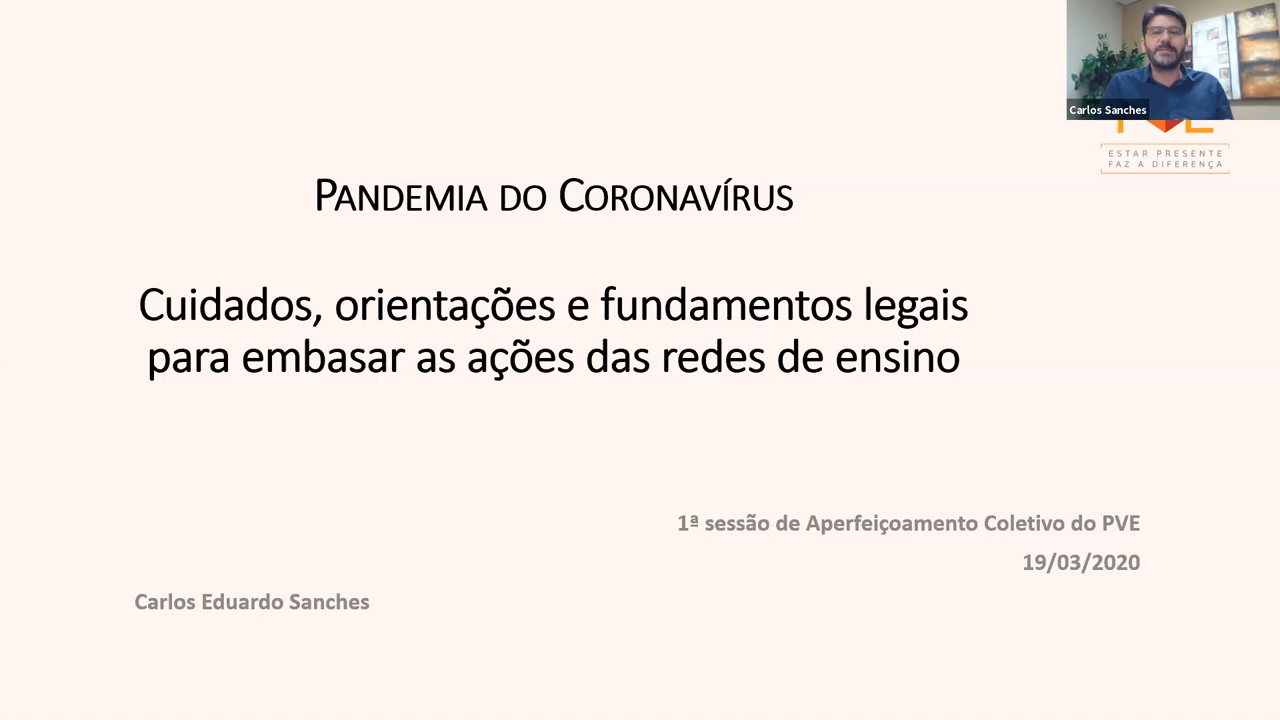 Carlos Sanches
ESTAR PRESENTE
FAZ A DIFERENÇA
PANDEMIA DO CORONAVÍRUS
Cuidados, orientações e fundamentos legais
para embasar as ações das redes de ensino
1ª sessão de Aperfeiçoamento Coletivo do PVE
19/03/2020
Carlos Eduardo Sanches